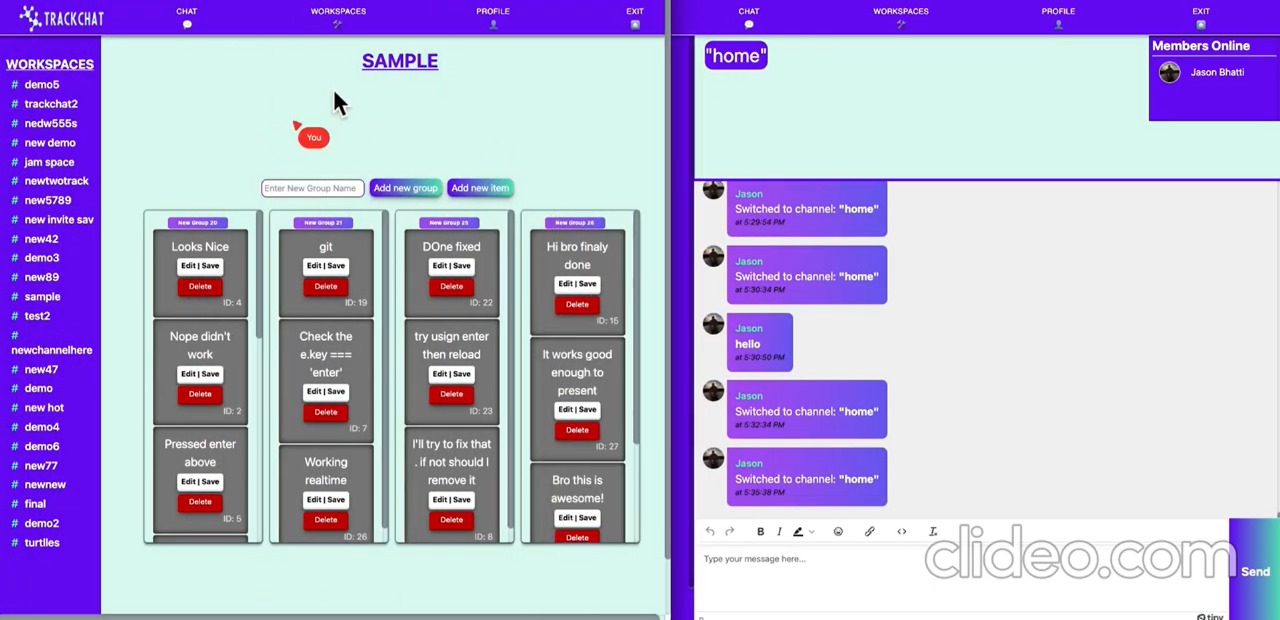 TRACKCHAT
CHAT
WORKSPACES
PROFILE
EXIT
WORKSPACES
# demo5
# trackchat2
# nedw555s
# new demo
# jam space
# newtwotrack
# new5789
# new invite sav
# new42
# demo3
# new89
# sample
# test2
#
newchannelhere
# new47
# demo
# new hot
# demo4
# demo6
# new77
# newnew
# final
# demo2
# turtlles
SAMPLE
You
Enter New Group Name
Add new group
Add new item
New Group 20
Looks Nice
Edit | Save
Delete
ID: 4
Nope didn't
work
Edit | Save
Delete
ID: 2
Pressed enter
above
Edit | Save
Delete
ID: 5
New Group 21
git
Edit | Save
Delete
ID: 19
Check the
e.key ===
'enter'
Edit | Save
Delete
ID: 7
Working
realtime
Edit | Save
Delete
ID: 26
New Group 25
DOne fixed
Edit | Save
Delete
ID: 22
try usign enter
then reload
Edit | Save
Delete
ID: 23
I'll try to fix that
. if not should I
remove it
Edit | Save
Delete
ID: 8
New Group 26
Hi bro finaly
done
Edit | Save
Delete
ID: 15
It works good
enough to
present
Edit | Save
Delete
ID: 27
Bro this is
awesome!
Edit | Save
Delete
CHAT
WORKSPACES
PROFILE
EXIT
"home"
Members Online
Jason Bhatti
Jason
Switched to channel: "home"
at 5:29:54 PM
Jason
Switched to channel: "home"
at 5:30:34 PM
Jason
hello
at 5:30:50 PM
Jason
Switched to channel: "home"
at 5:32:34 PM
Jason
Switched to channel: "home"
at 5:35:38 PM
B I
Type your message here...
Send
clideo.com
tiny